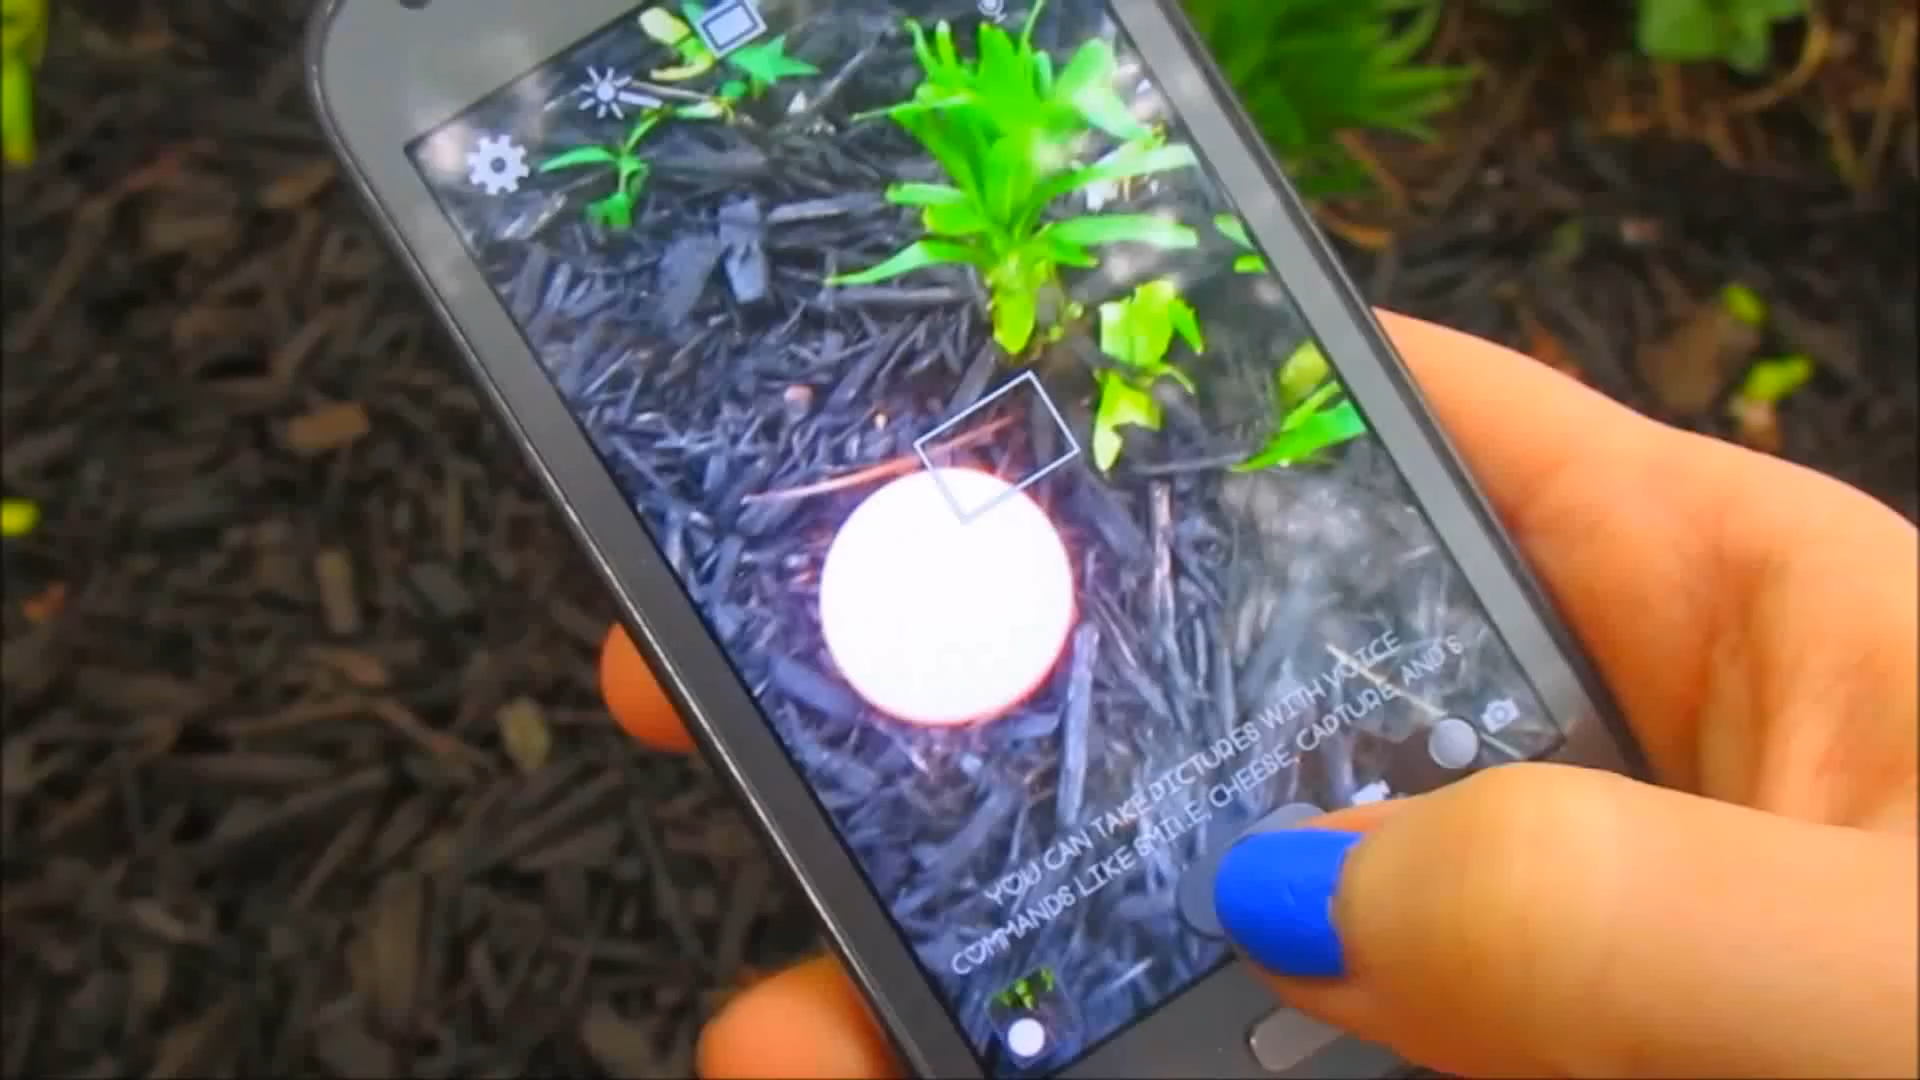 YOU CAN TAKE PICTURES WITH VOICE
COMMANDS LIKE SMILE, CHEESE, CAPTURE, AND S